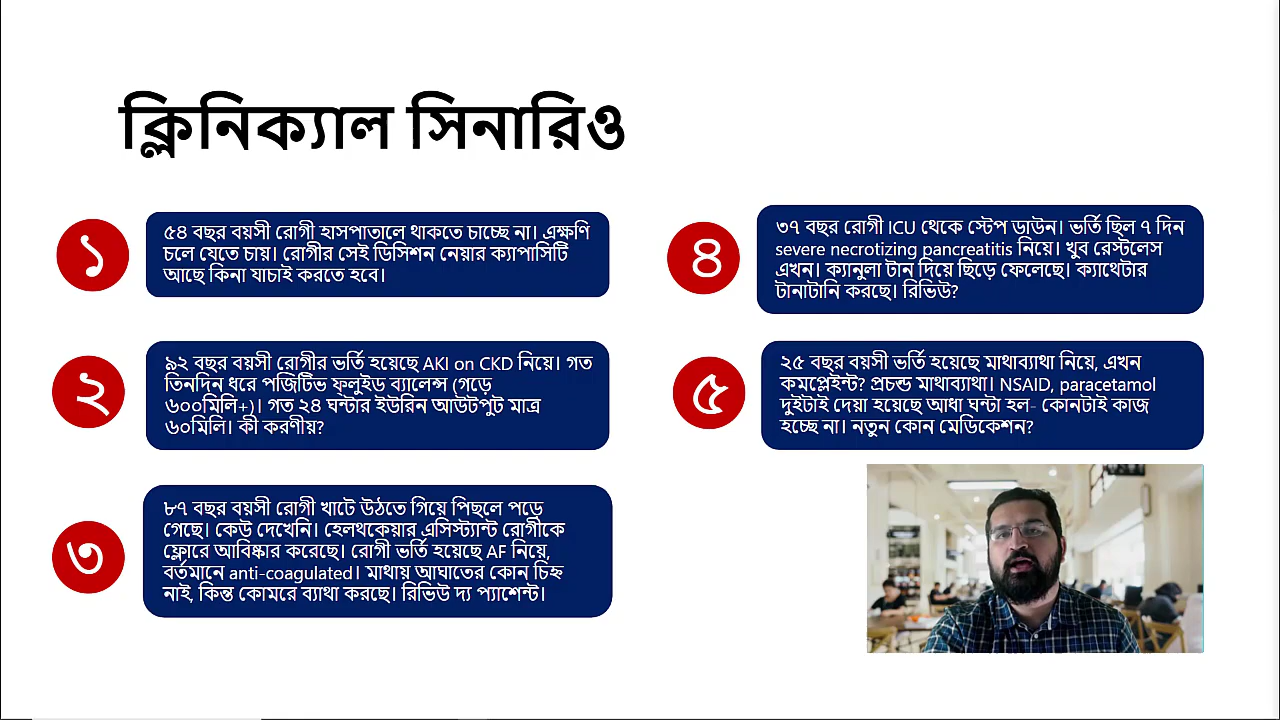 ক্লিনিক্যাল সিনারিও
১
৫৪ বছর বয়সী রোগী হাসপাতালে থাকতে চাচ্ছে না। এক্ষণি
চলে যেতে চায়। রোগীর সেই ডিসিশন নেয়ার ক্যাপাসিটি
আছে কিনা যাচাই করতে হবে।
২
৯২ বছর বয়সী রোগীর ভর্তি হয়েছে AKI on CKD নিয়ে। গত
তিনদিন ধরে পজিটিভ ফ্লুইড ব্যালেন্স (গড়ে
৬০০মিলি+)। গত ২৪ ঘন্টার ইউরিন আউটপুট মাত্র
৬০মিলি। কী করণীয়?
৩
৮৭ বছর বয়সী রোগী খাটে উঠতে গিয়ে পিছলে পড়ে
গেছে। কেউ দেখেনি। হেলথকেয়ার এসিস্ট্যান্ট রোগীকে
ফ্লোরে আবিষ্কার করেছে। রোগী ভর্তি হয়েছে AF নিয়ে,
বর্তমানে anti-coagulated। মাথায় আঘাতের কোন চিহ্ন
নাই, কিন্ত কোমরে ব্যাথা করছে। রিভিউ দ্য প্যাশেন্ট।
৪
৩৭ বছর রোগী ICU থেকে স্টেপ ডাউন। ভর্তি ছিল ৭ দিন
severe necrotizing pancreatitis নিয়ে। খুব রেস্টলেস
এখন। ক্যানুলা টান দিয়ে ছিড়ে ফেলেছে। ক্যাথেটার
টানাটানি করছে। রিভিউ?
৫
২৫ বছর বয়সী ভর্তি হয়েছে মাথাব্যাথা নিয়ে, এখন
কমপ্লেইন্ট? প্রচন্ড মাথাব্যাথা। NSAID, paracetamol
দুইটাই দেয়া হয়েছে আধা ঘন্টা হল- কোনটাই কাজ
হচ্ছে না। নতুন কোন মেডিকেশন?